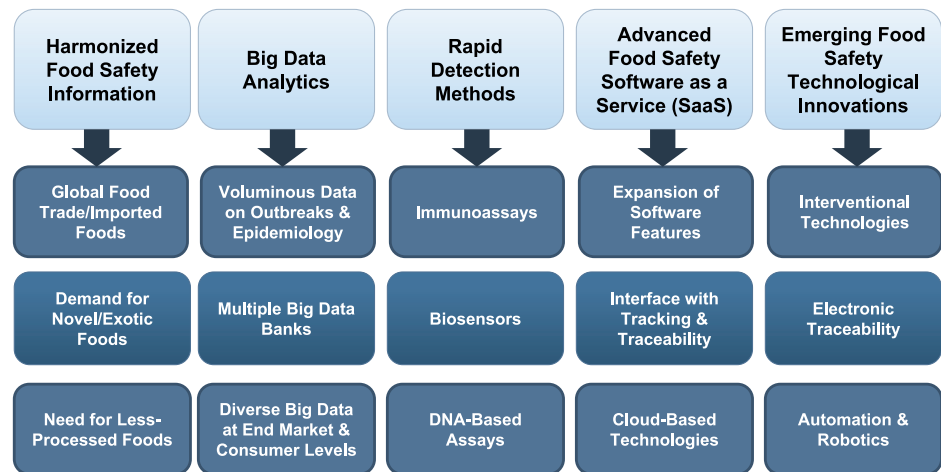 Harmonized
Food Safety
Information
Big Data
Analytics
Rapid
Detection
Methods
Advanced
Food Safety
Software as a
Service (SaaS)
Emerging Food
Safety
Technological
Innovations
Global Food
Trade/Imported
Foods
Voluminous Data
on Outbreaks &
Epidemiology
Immunoassays
Expansion of
Software
Features
Interventional
Technologies
Demand for
Novel/Exotic
Foods
Multiple Big Data
Banks
Biosensors
Interface with
Tracking &
Traceability
Electronic
Traceability
Need for Less-
Processed Foods
Diverse Big Data
at End Market &
Consumer Levels
DNA-Based
Assays
Cloud-Based
Technologies
Automation &
Robotics